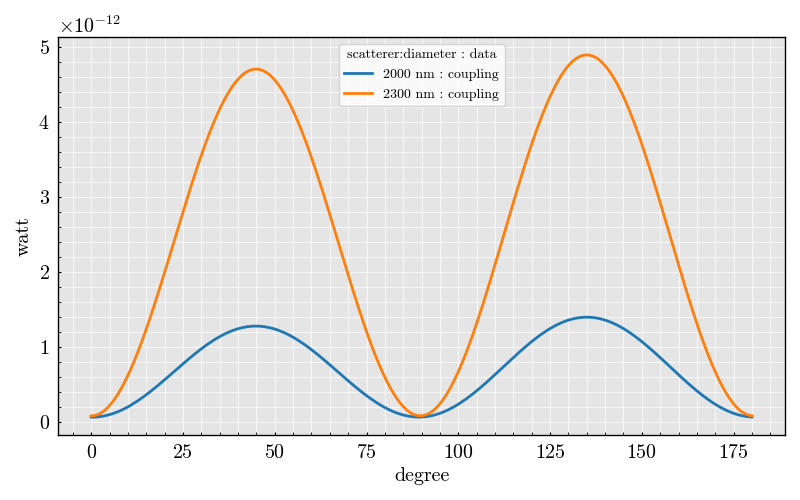 ×10⁻¹²
5
4
3
2
1
0
watt
scatterer:diameter : data
2000 nm : coupling
2300 nm : coupling
0 25 50 75 100 125 150 175
degree